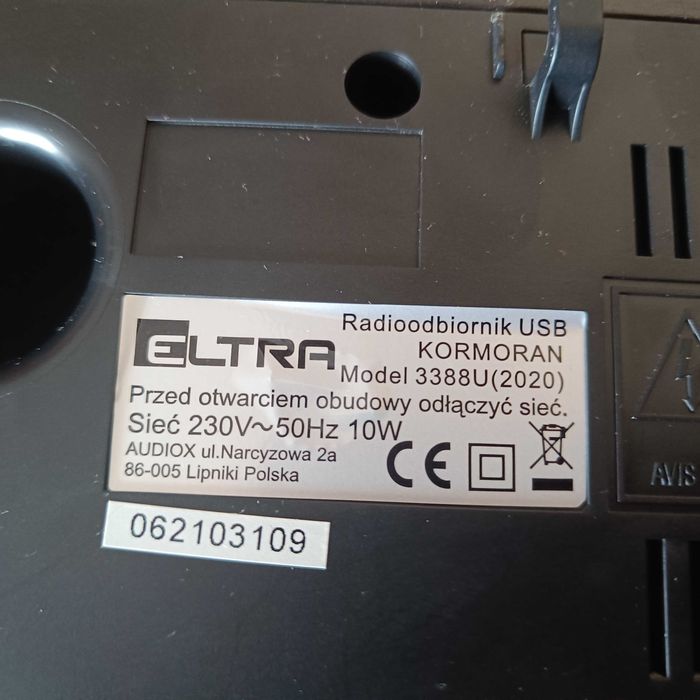 Radioodbiornik USB
ELTRA KORMORAN
Model 3388U(2020)
Przed otwarciem obudowy odłączyć sieć.
Sieć 230V~50Hz 10W
AUDIOX ul.Narcyzowa 2a
86-005 Lipniki Polska
CE
062103109
AVIS